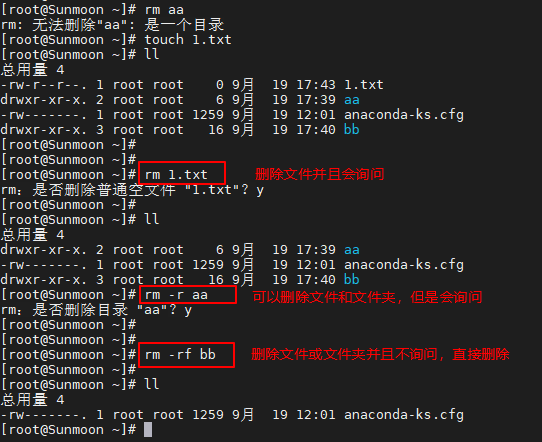 [root@Sunmoon ~]# rm aa
rm: 无法删除"aa": 是一个目录
[root@Sunmoon ~]# touch 1.txt
[root@Sunmoon ~]# ll
总用量 4
-rw-r--r--. 1 root root    0 9月  19 17:43 1.txt
drwxr-xr-x. 2 root root    6 9月  19 17:39 aa
-rw-------. 1 root root 1259 9月  19 12:01 anaconda-ks.cfg
drwxr-xr-x. 3 root root   16 9月  19 17:40 bb
[root@Sunmoon ~]#
[root@Sunmoon ~]#
[root@Sunmoon ~]# rm 1.txt 删除文件并且会询问
rm：是否删除普通空文件 "1.txt"？y
[root@Sunmoon ~]#
[root@Sunmoon ~]# ll
总用量 4
drwxr-xr-x. 2 root root    6 9月  19 17:39 aa
-rw-------. 1 root root 1259 9月  19 12:01 anaconda-ks.cfg
drwxr-xr-x. 3 root root   16 9月  19 17:40 bb
[root@Sunmoon ~]# rm -r aa 可以删除文件和文件夹，但是会询问
rm：是否删除目录 "aa"？y
[root@Sunmoon ~]#
[root@Sunmoon ~]#
[root@Sunmoon ~]# rm -rf bb 删除文件或文件夹并且不询问，直接删除
[root@Sunmoon ~]#
[root@Sunmoon ~]# ll
总用量 4
-rw-------. 1 root root 1259 9月  19 12:01 anaconda-ks.cfg
[root@Sunmoon ~]#